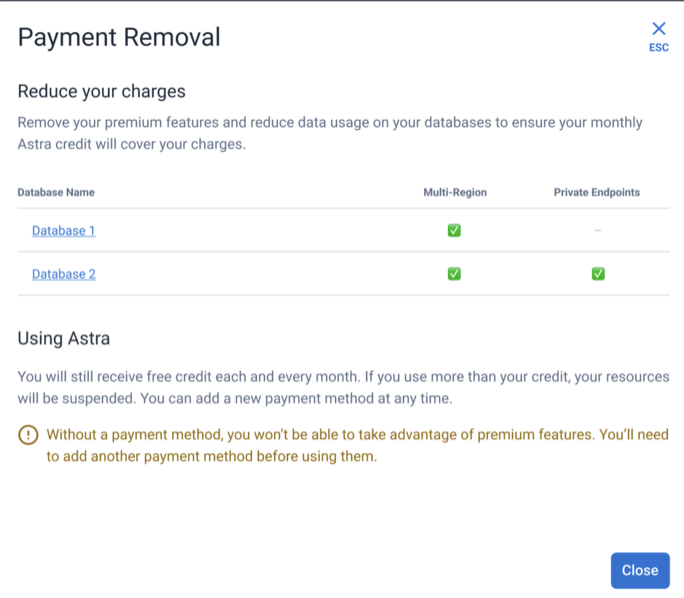 Payment Removal
ESC
Reduce your charges
Remove your premium features and reduce data usage on your databases to ensure your monthly
Astra credit will cover your charges.
Database Name Multi-Region Private Endpoints
Database 1 ✅ –
Database 2 ✅ ✅
Using Astra
You will still receive free credit each and every month. If you use more than your credit, your resources
will be suspended. You can add a new payment method at any time.
Without a payment method, you won't be able to take advantage of premium features. You'll need
to add another payment method before using them.
Close